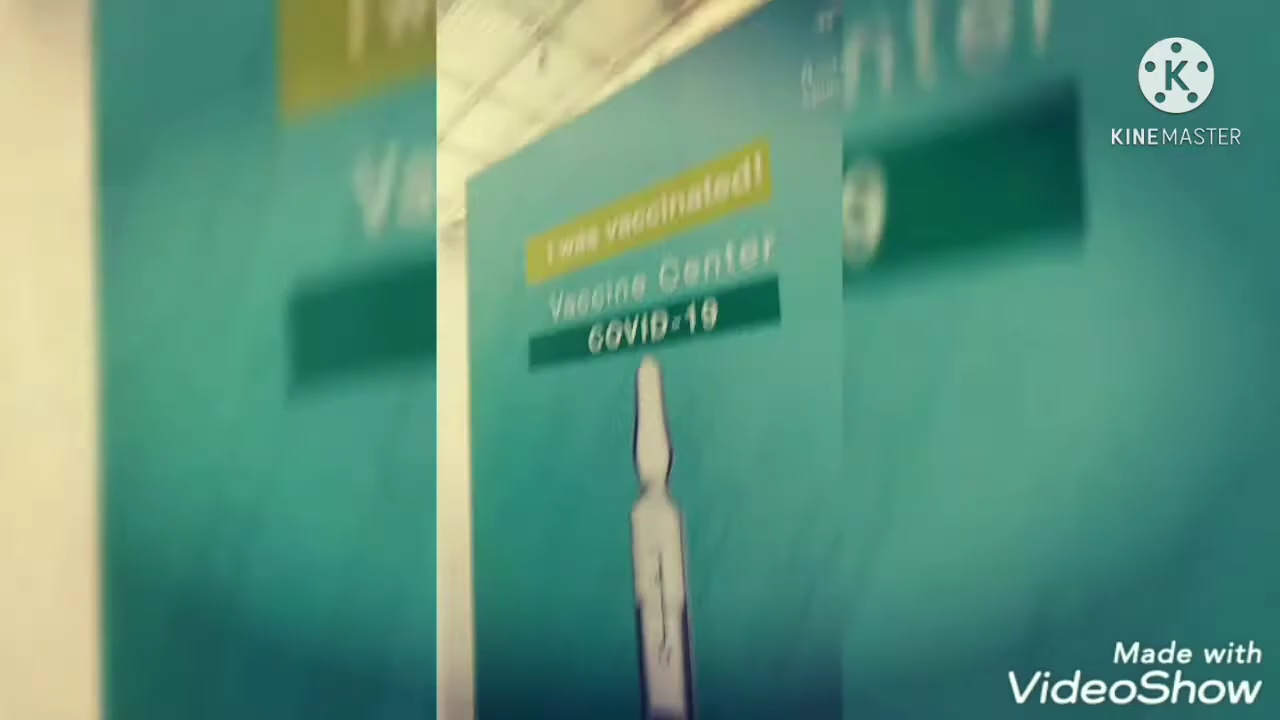 I was vaccinated!
Vaccine Center
COVID-19
KINEMASTER
Made with
VideoShow